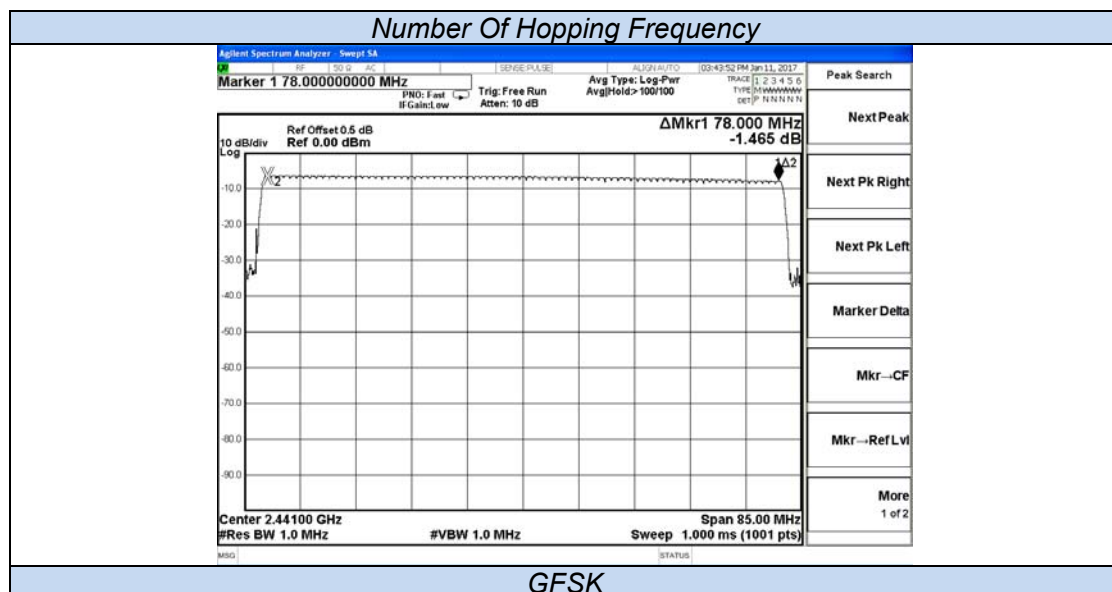 Number Of Hopping Frequency
Agilent Spectrum Analyzer - Swept SA
RF 50 Ω AC SENSE:PULSE ALIGN AUTO 03:43:52 PM Jan 11, 2017
Marker 1 78.000000000 MHz
PNO: Fast
IFGain:Low
Trig: Free Run
Atten: 10 dB
Avg Type: Log-Pwr
Avg|Hold:>100/100
TRACE 1 2 3 4 5 6
TYPE M
DET P N N N N N
Peak Search
Next Peak
Next Pk Right
Next Pk Left
Marker Delta
Mkr→CF
Mkr→Ref Lvl
More
1 of 2
ΔMkr1 78.000 MHz
-1.465 dB
Ref Offset 0.5 dB
10 dB/div Ref 0.00 dBm
Log
1Δ2
X2
-10.0
-20.0
-30.0
-40.0
-50.0
-60.0
-70.0
-80.0
-90.0
Center 2.44100 GHz
Span 85.00 MHz
#Res BW 1.0 MHz
#VBW 1.0 MHz
Sweep 1.000 ms (1001 pts)
MSG
STATUS
GFSK